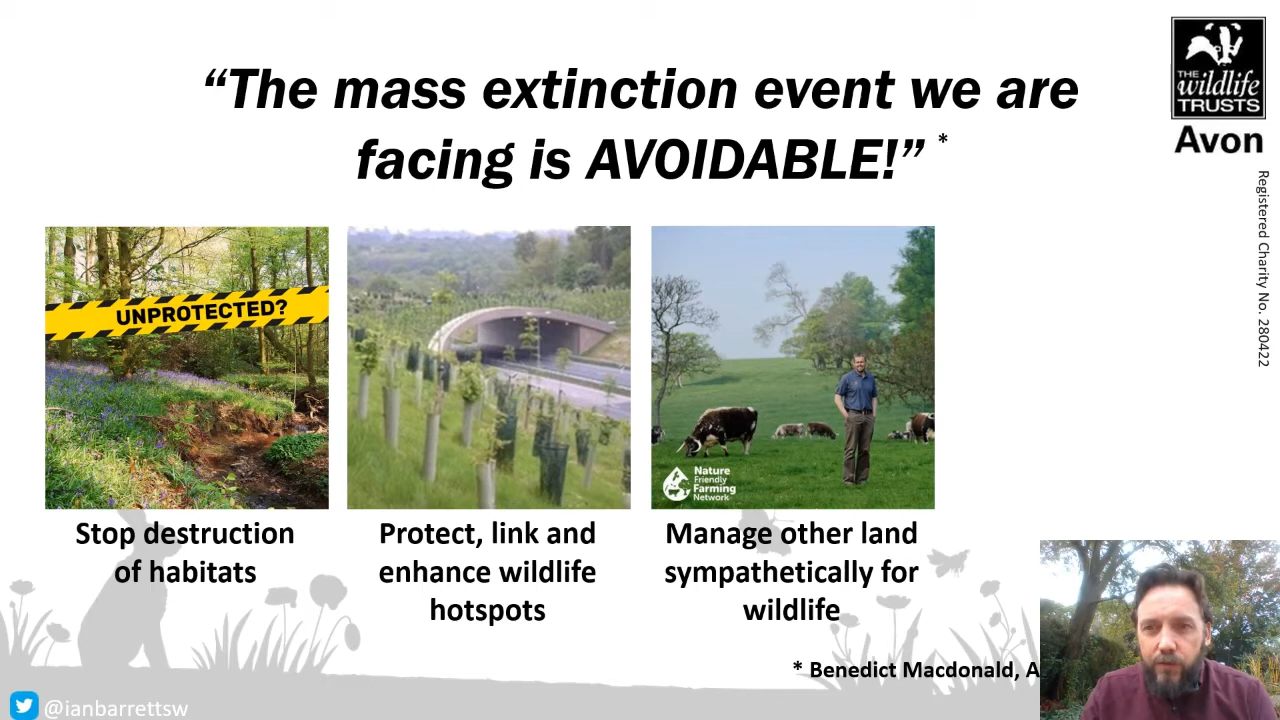 “The mass extinction event we are
facing is AVOIDABLE!” *
THE
wildlife
TRUSTS
Avon
Registered Charity No. 280422
UNPROTECTED?
Nature
Friendly
Farming
Network
Stop destruction
of habitats
Protect, link and
enhance wildlife
hotspots
Manage other land
sympathetically for
wildlife
* Benedict Macdonald, A
@ianbarrettsw